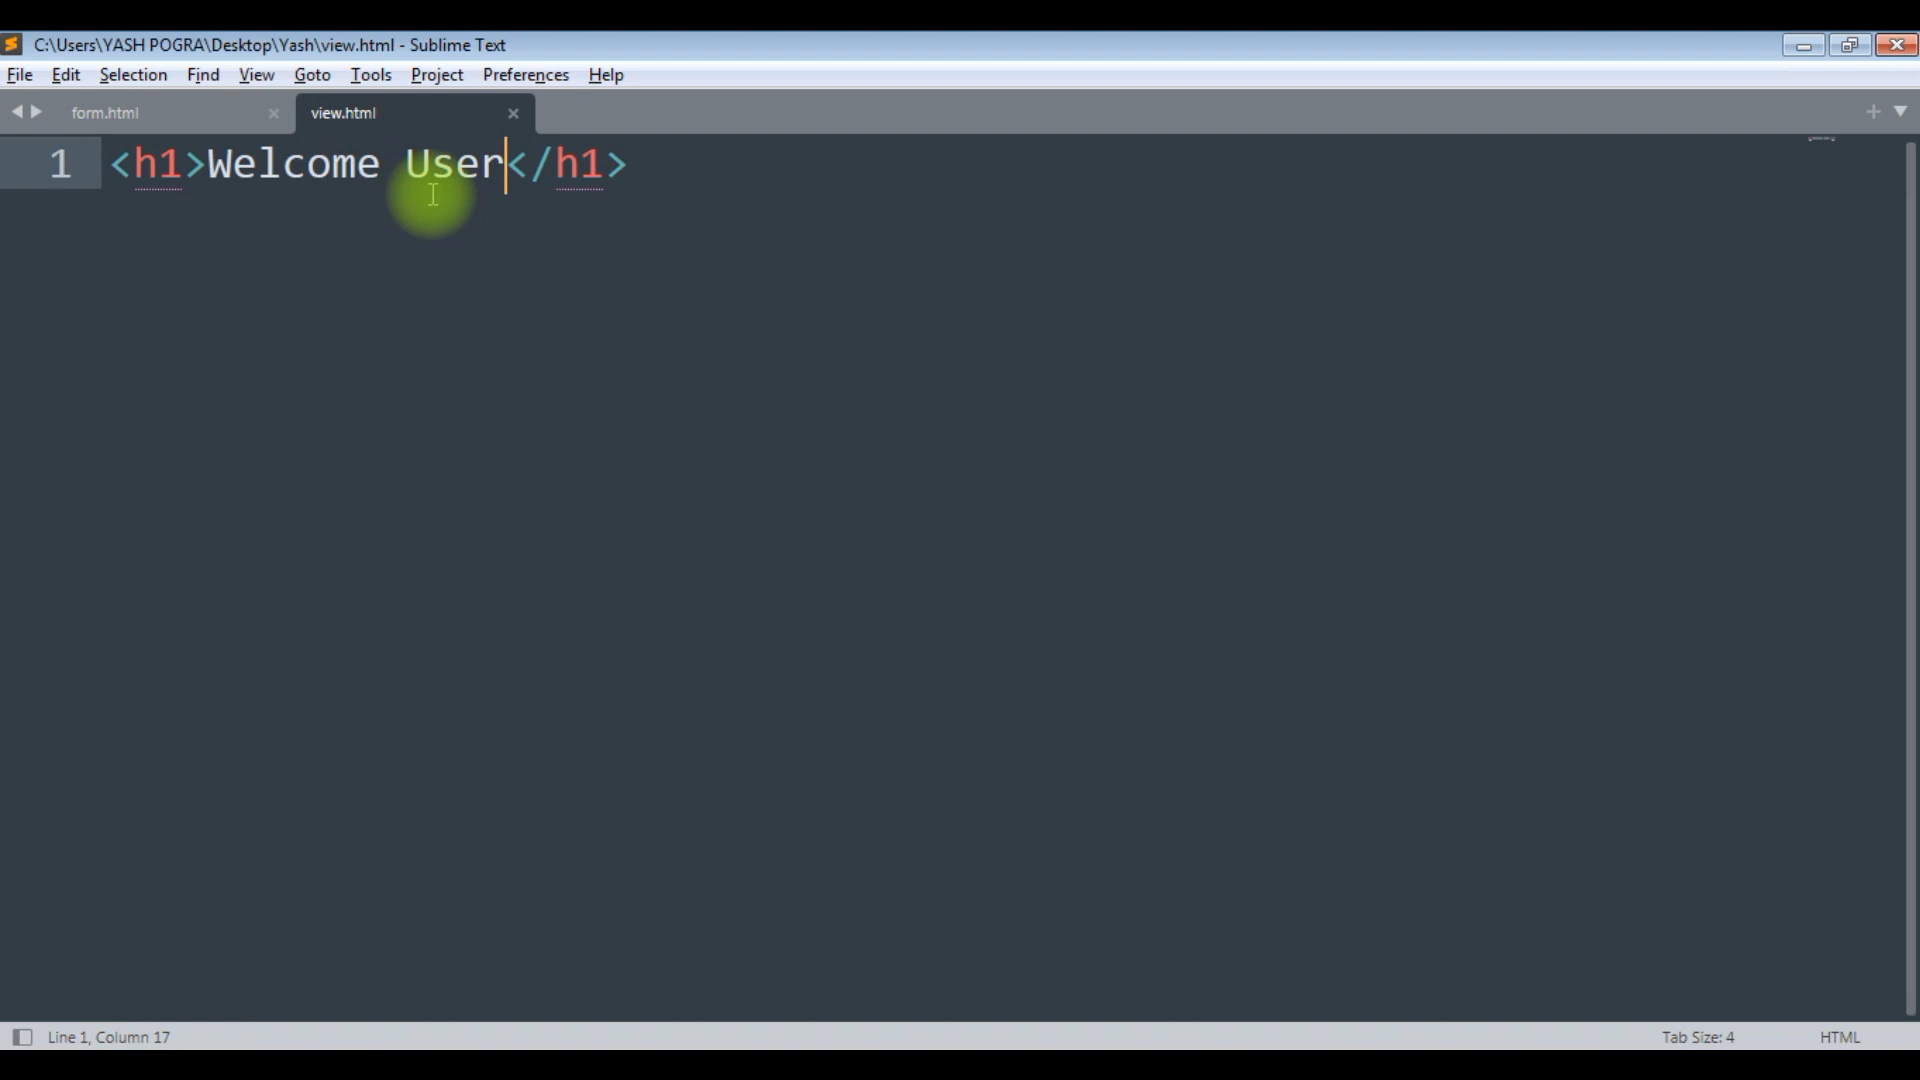 C:\Users\YASH POGRA\Desktop\Yash\view.html - Sublime Text
File Edit Selection Find View Goto Tools Project Preferences Help
form.html view.html
1 <h1>Welcome User</h1>
Line 1, Column 17 Tab Size: 4 HTML